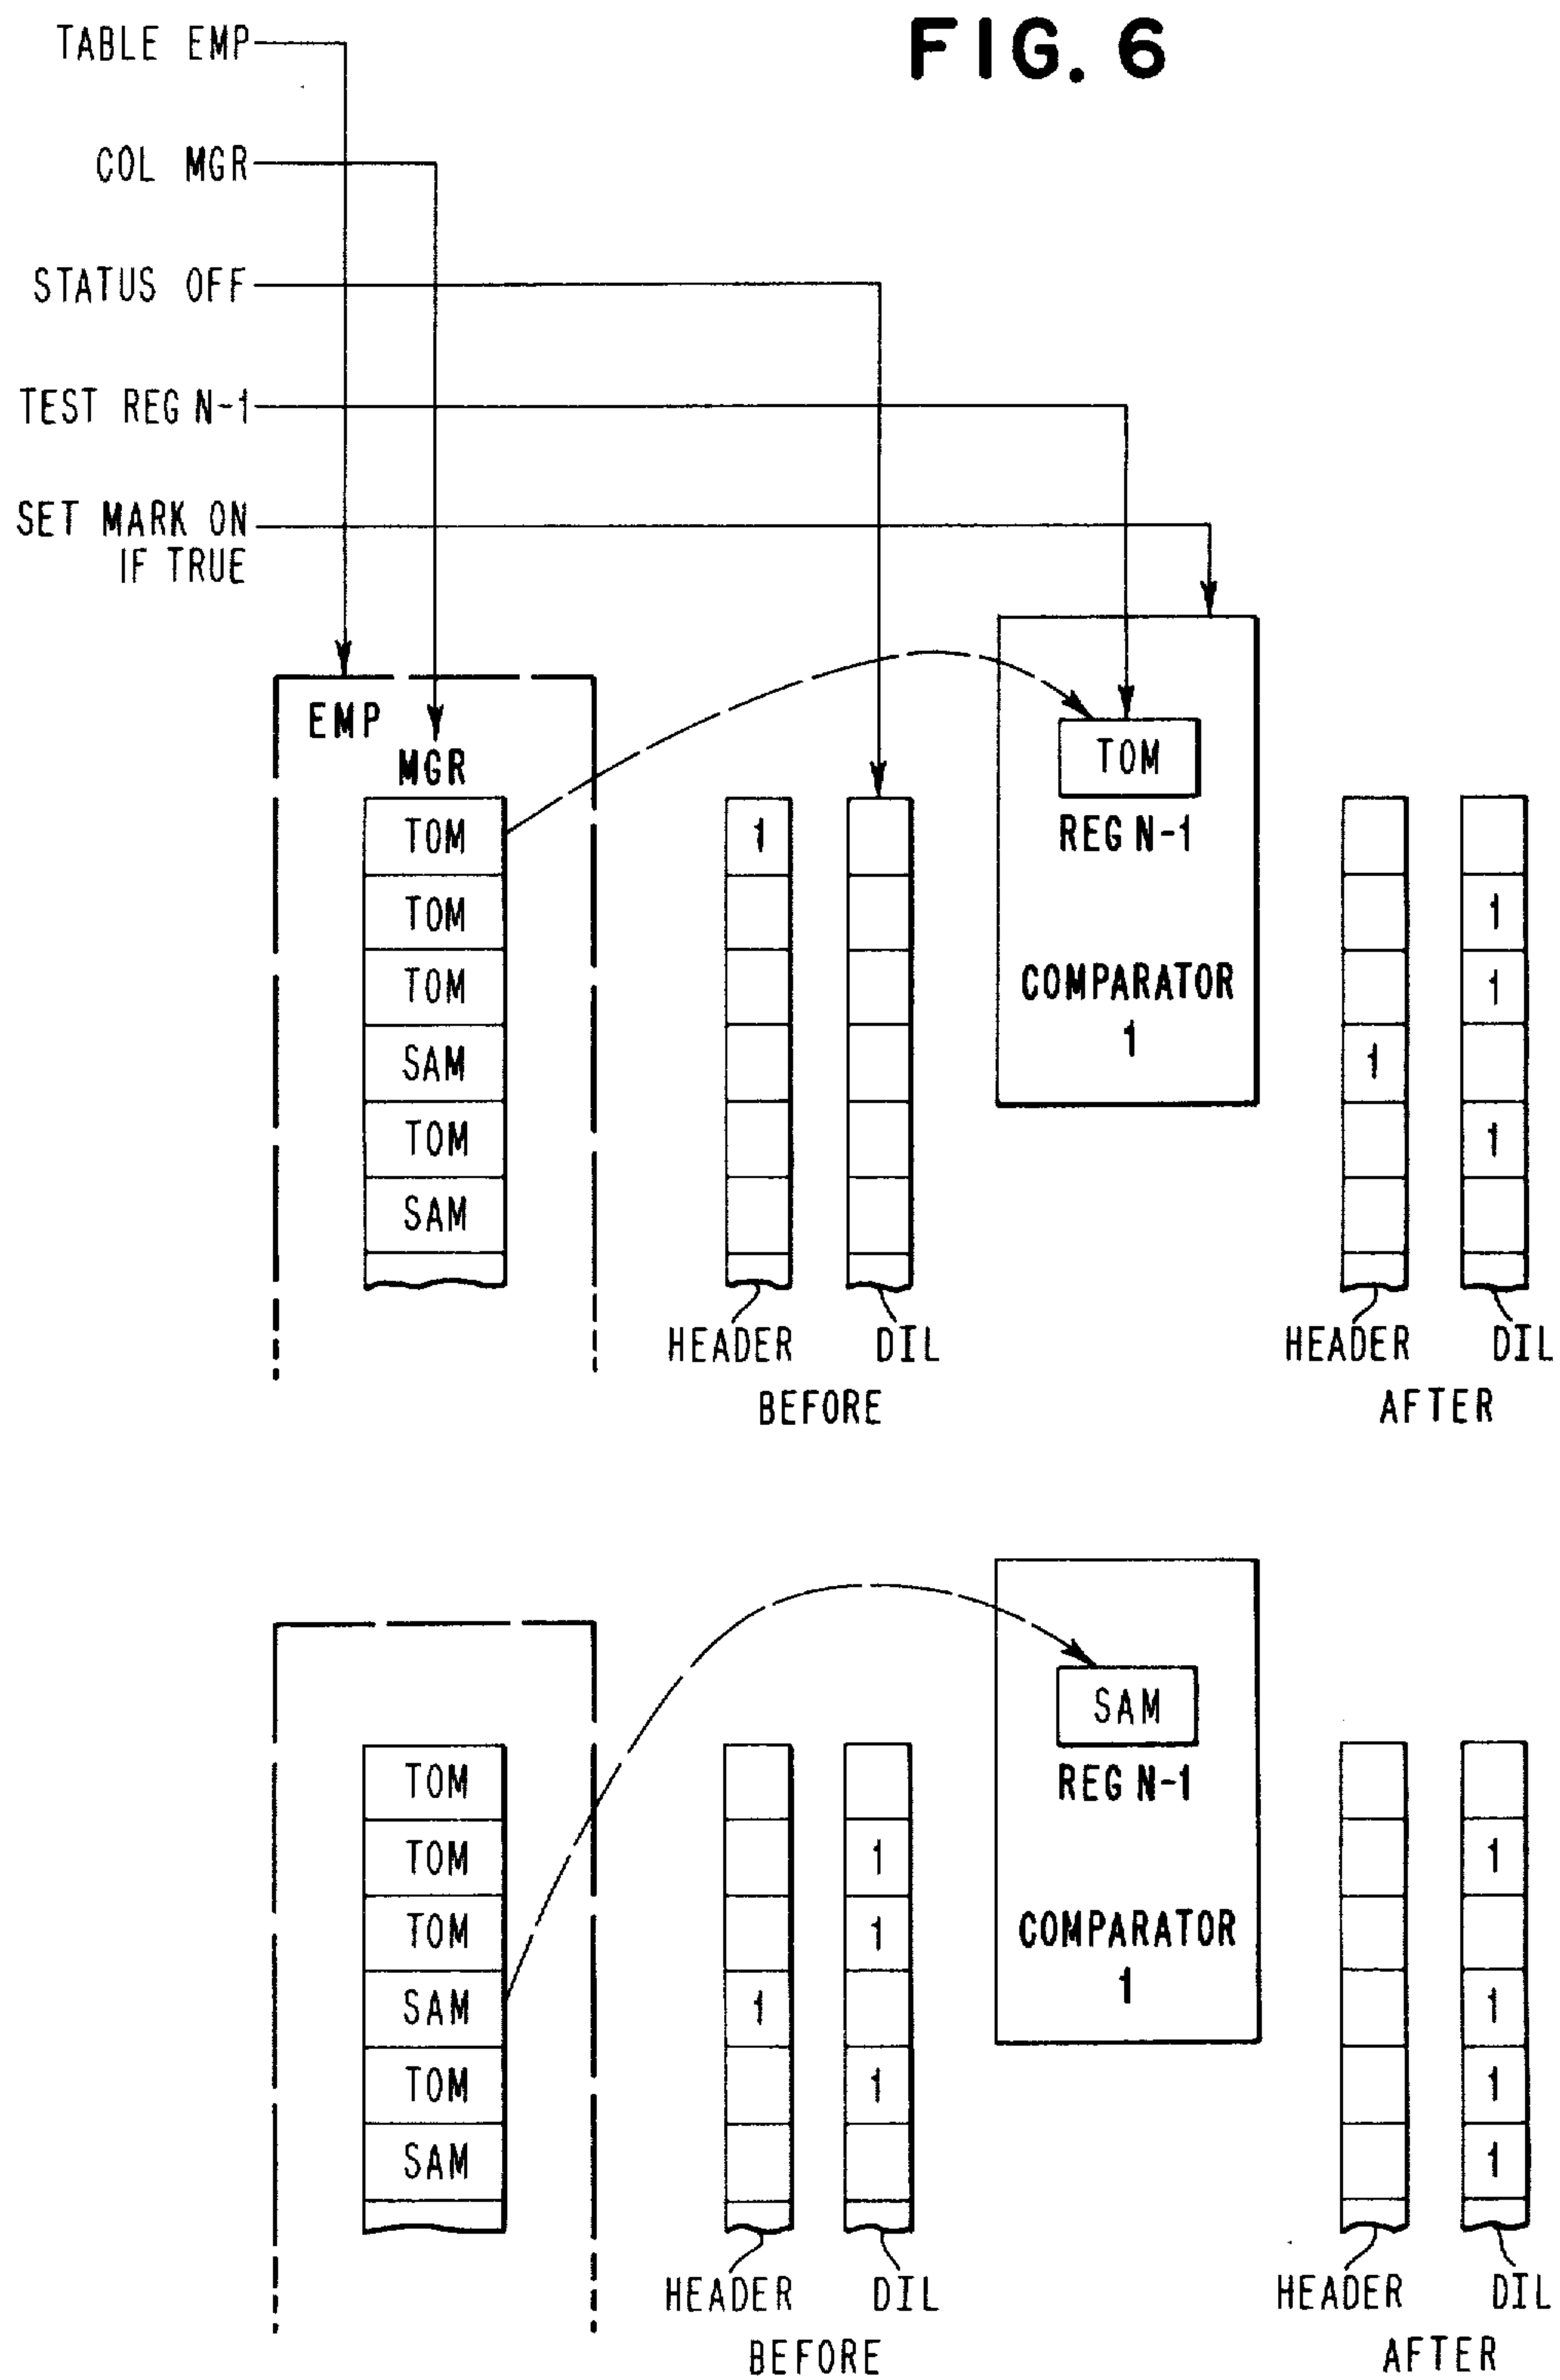 FIG. 6
TABLE EMP
COL MGR
STATUS OFF
TEST REG N-1
SET MARK ON
IF TRUE
EMP
MGR
TOM
TOM
TOM
SAM
TOM
SAM
1
HEADER
DIL
BEFORE
TOM
REG N-1
COMPARATOR
1
1
1
1
1
HEADER
DIL
AFTER
TOM
TOM
TOM
SAM
TOM
SAM
1
1
1
1
HEADER
DIL
BEFORE
SAM
REG N-1
COMPARATOR
1
1
1
1
1
HEADER
DIL
AFTER